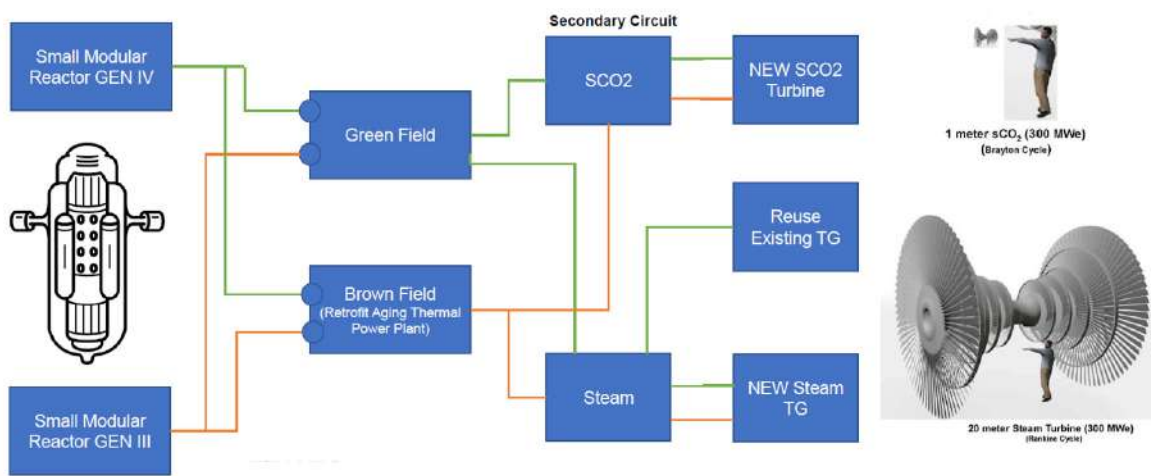 Secondary Circuit
Small Modular
Reactor GEN IV
Green Field
SCO2
NEW SCO2
Turbine
1 meter sCO₂ (300 MWe)
(Brayton Cycle)
Reuse
Existing TG
Brown Field
(Retrofit Aging Thermal
Power Plant)
Small Modular
Reactor GEN III
Steam
NEW Steam
TG
20 meter Steam Turbine (300 MWe)
(Rankine Cycle)